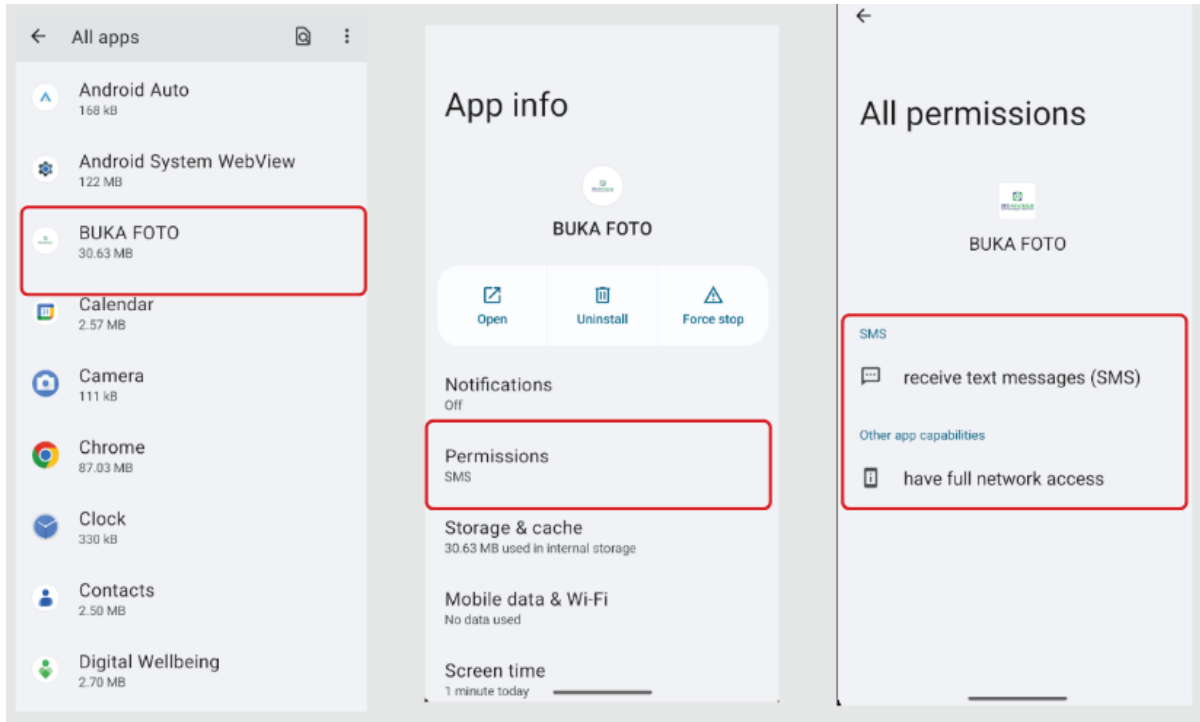 All apps
Android Auto
168 kB
Android System WebView
122 MB
BUKA FOTO
30.63 MB
Calendar
2.57 MB
Camera
111 kB
Chrome
87.03 MB
Clock
330 kB
Contacts
2.50 MB
Digital Wellbeing
2.70 MB
App info
BUKA FOTO
Open
Uninstall
Force stop
Notifications
Off
Permissions
SMS
Storage & cache
30.63 MB used in internal storage
Mobile data & Wi-Fi
No data used
Screen time
1 minute today
All permissions
BUKA FOTO
SMS
receive text messages (SMS)
Other app capabilities
have full network access